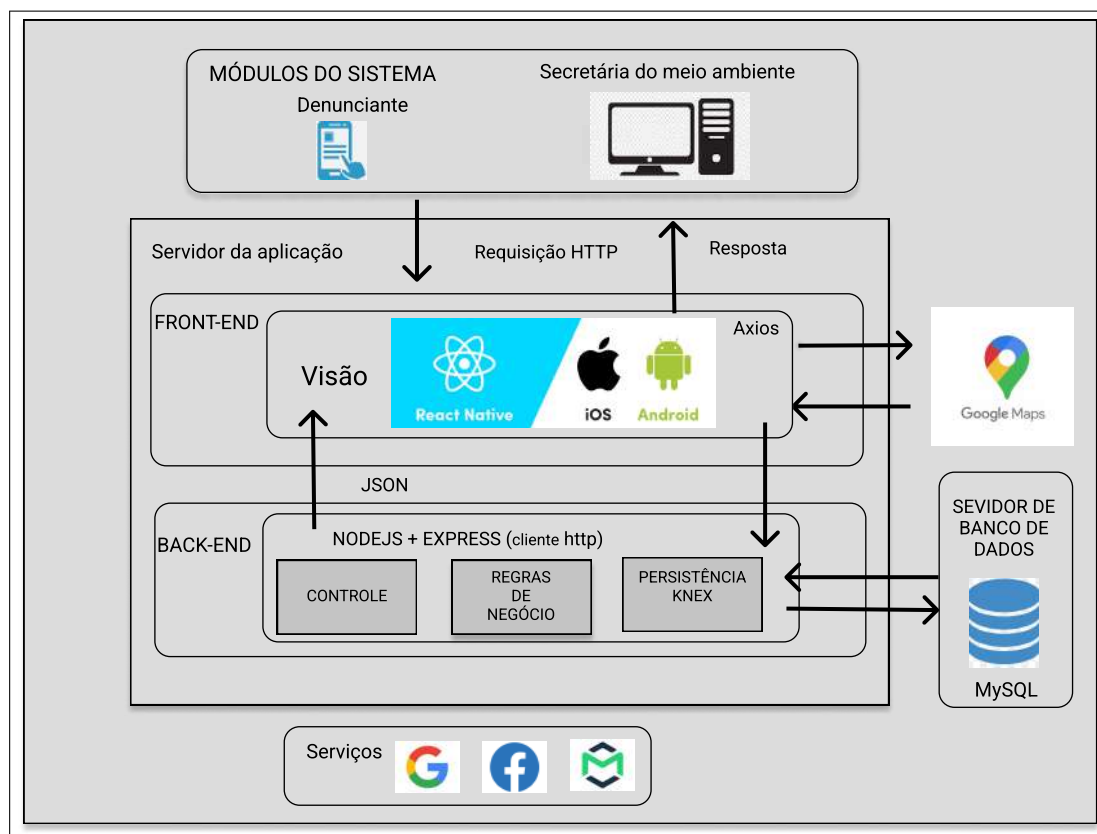 MÓDULOS DO SISTEMA
Secretária do meio ambiente
Denunciante
Servidor da aplicação
Requisição HTTP
Resposta
FRONT-END
Axios
Visão
React Native
iOS
Android
Google Maps
JSON
BACK-END
NODEJS + EXPRESS (cliente http)
CONTROLE
REGRAS
DE
NEGÓCIO
PERSISTÊNCIA
KNEX
SEVIDOR DE
BANCO DE
DADOS
MySQL
Serviços